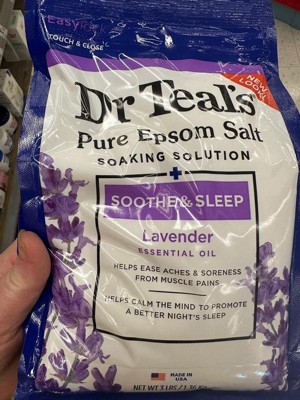 TOUCH & CLOSE
NEW
LOOK!
Dr Teal's
Pure Epsom Salt
SOAKING SOLUTION
SOOTHE & SLEEP
Lavender
ESSENTIAL OIL
HELPS EASE ACHES & SORENESS
FROM MUSCLE PAINS
HELPS CALM THE MIND TO PROMOTE
A BETTER NIGHT'S SLEEP
MADE IN
USA
NET WT 3 LBS